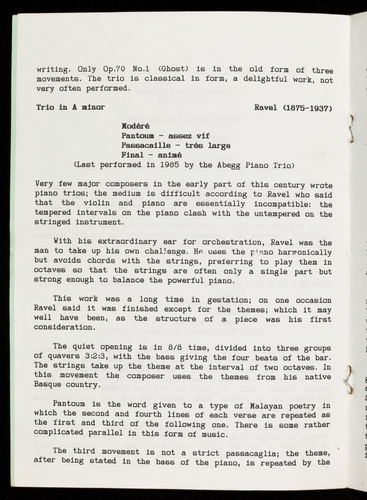 writing. Only Op.70 No.1 (Ghost) is in the old form of three
movements. The trio is classical in form, a delightful work, not
very often performed.
Trio in A minor Ravel (1875-1937)
Modéré
Pantoum - assez vif
Passacaille - très large
Final - animé
(Last performed in 1985 by the Abegg Piano Trio)
Very few major composers in the early part of this century wrote
piano trios; the medium is difficult according to Ravel who said
that the violin and piano are essentially incompatible: the
tempered intervals on the piano clash with the untempered on the
stringed instrument.
With his extraordinary ear for orchestration, Ravel was the
man to take up his own challenge. He uses the piano harmonically
but avoids chords with the strings, preferring to play them in
octaves so that the strings are often only a single part but
strong enough to balance the powerful piano.
This work was a long time in gestation; on one occasion
Ravel said it was finished except for the themes; which it may
well have been, as the structure of a piece was his first
consideration.
The quiet opening is in 8/8 time, divided into three groups
of quavers 3:2:3, with the bass giving the four beats of the bar.
The strings take up the theme at the interval of two octaves. In
this movement the composer uses the themes from his native
Basque country.
Pantoum is the word given to a type of Malayan poetry in
which the second and fourth lines of each verse are repeated as
the first and third of the following one. There is some rather
complicated parallel in this form of music.
The third movement is not a strict passacaglia; the theme,
after being stated in the bass of the piano, is repeated by the